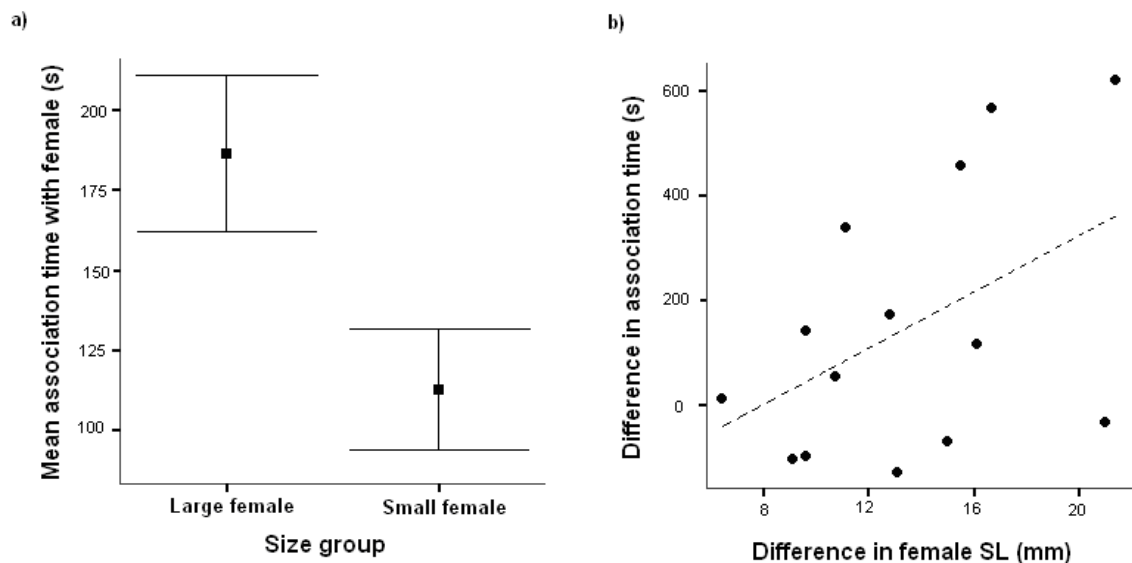 a)
Mean association time with female (s)
200
175
150
125
100
Large female
Small female
Size group
b)
Difference in association time (s)
600
400
200
0
8
12
16
20
Difference in female SL (mm)